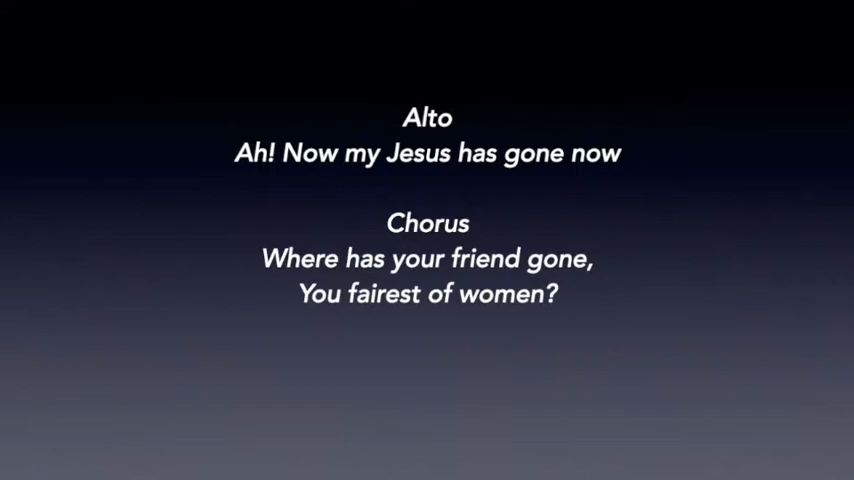 Alto
Ah! Now my Jesus has gone now
Chorus
Where has your friend gone,
You fairest of women?